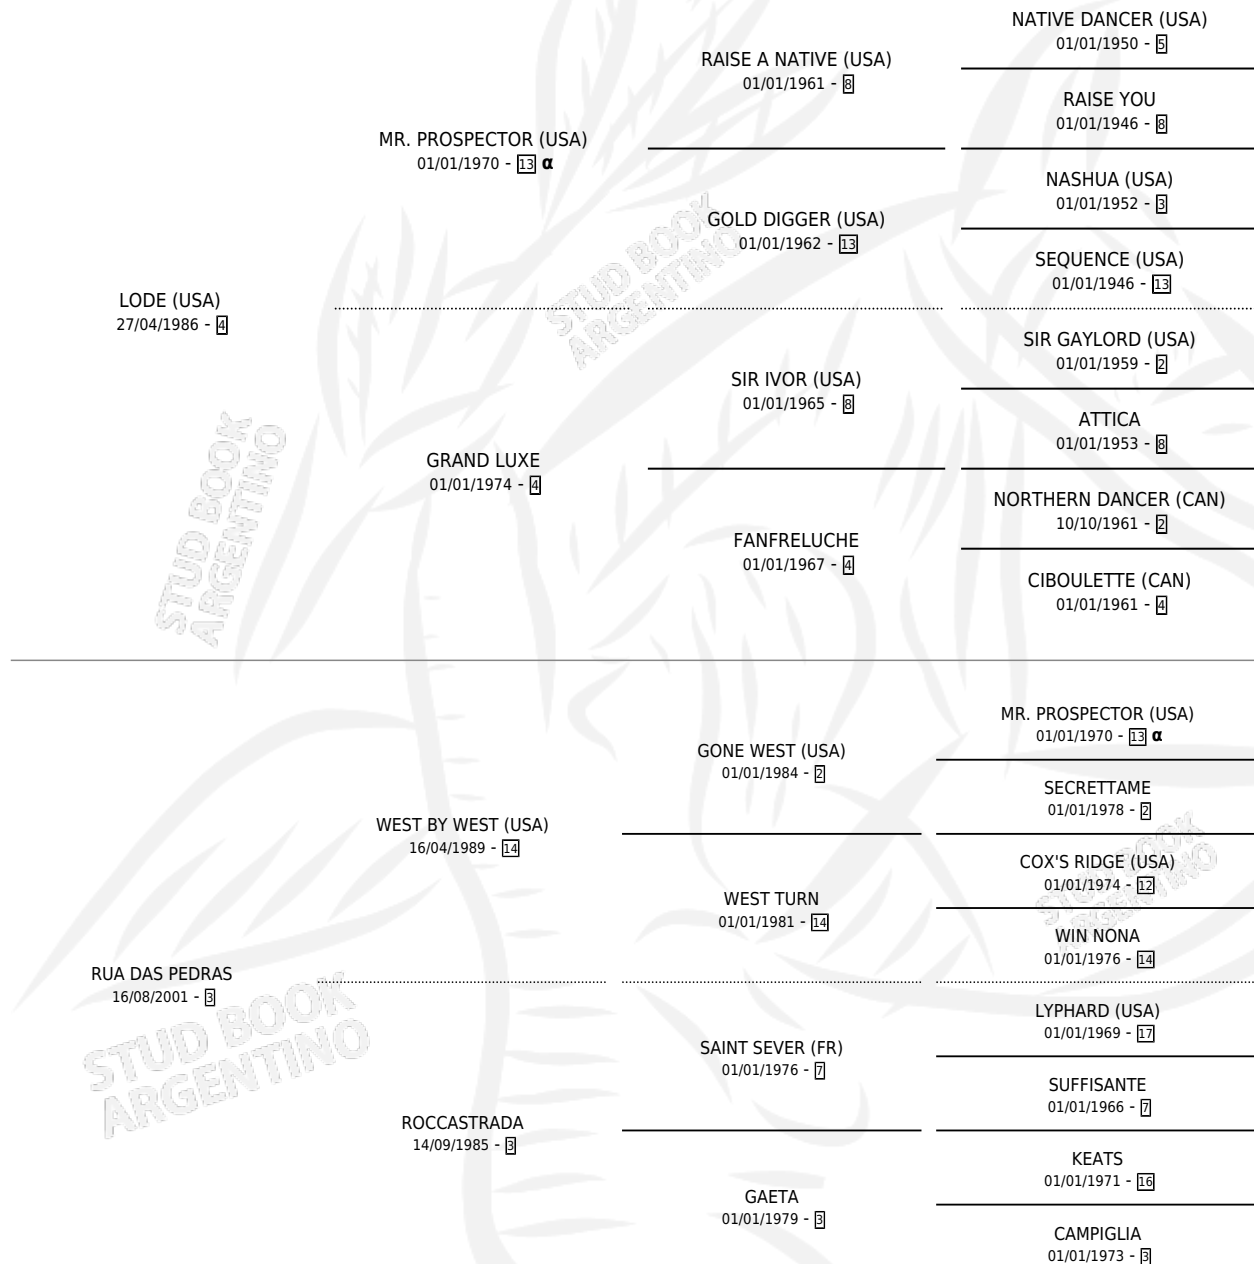 NATIVE DANCER (USA)
01/01/1950 - 5
RAISE A NATIVE (USA)
01/01/1961 - 8
RAISE YOU
01/01/1946 - 8
MR. PROSPECTOR (USA)
01/01/1970 - 13 α
NASHUA (USA)
01/01/1952 - 3
GOLD DIGGER (USA)
01/01/1962 - 13
SEQUENCE (USA)
01/01/1946 - 13
LODE (USA)
27/04/1986 - 4
STUD BOOK
ARGENTINO
SIR GAYLORD (USA)
01/01/1959 - 2
SIR IVOR (USA)
01/01/1965 - 8
ATTICA
01/01/1953 - 8
GRAND LUXE
01/01/1974 - 4
NORTHERN DANCER (CAN)
10/10/1961 - 2
FANFRELUCHE
01/01/1967 - 4
CIBOULETTE (CAN)
01/01/1961 - 4
STUD BOOK
ARGENTINO
MR. PROSPECTOR (USA)
01/01/1970 - 13 α
GONE WEST (USA)
01/01/1984 - 2
SECRETTAME
01/01/1978 - 2
WEST BY WEST (USA)
16/04/1989 - 14
COX'S RIDGE (USA)
01/01/1974 - 12
WEST TURN
01/01/1981 - 14
WIN NONA
01/01/1976 - 14
STUD BOOK
ARGENTINO
RUA DAS PEDRAS
16/08/2001 - 3
STUD BOOK
ARGENTINO
LYPHARD (USA)
01/01/1969 - 17
SAINT SEVER (FR)
01/01/1976 - 7
SUFFISANTE
01/01/1966 - 7
ROCCASTRADA
14/09/1985 - 3
KEATS
01/01/1971 - 16
GAETA
01/01/1979 - 3
CAMPIGLIA
01/01/1973 - 3